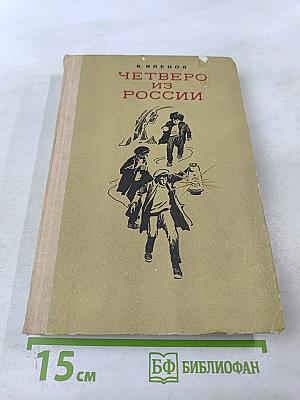 В. КЛЕПОВ
ЧЕТВЕРО
ИЗ
РОССИИ
15 см
БФ БИБЛИОФАН